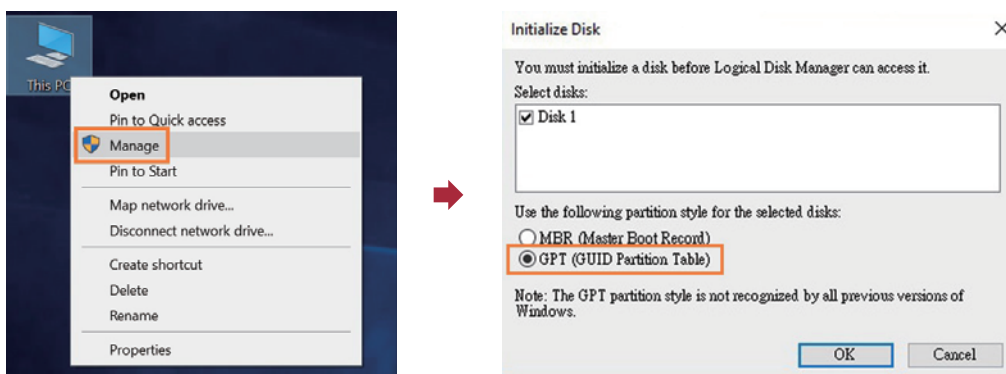 This PC
Open
Pin to Quick access
Manage
Pin to Start
Map network drive...
Disconnect network drive...
Create shortcut
Delete
Rename
Properties
Initialize Disk
You must initialize a disk before Logical Disk Manager can access it.
Select disks:
Disk 1
Use the following partition style for the selected disks:
MBR (Master Boot Record)
GPT (GUID Partition Table)
Note: The GPT partition style is not recognized by all previous versions of
Windows.
OK
Cancel